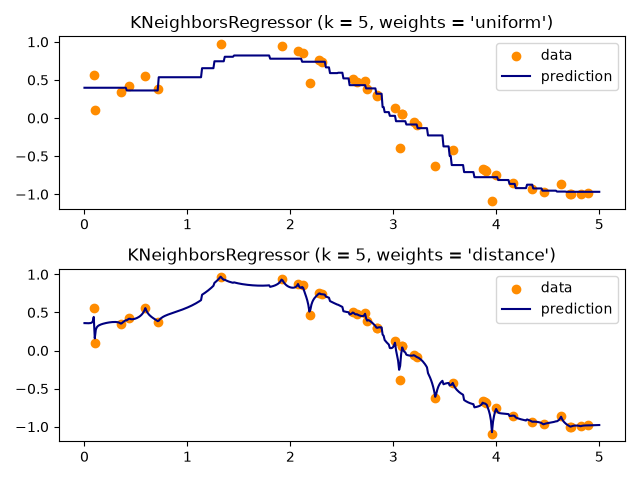 KNeighborsRegressor (k = 5, weights = 'uniform')
1.0
0.5
0.0
−0.5
−1.0
data
prediction
0 1 2 3 4 5
KNeighborsRegressor (k = 5, weights = 'distance')
1.0
0.5
0.0
−0.5
−1.0
data
prediction
0 1 2 3 4 5